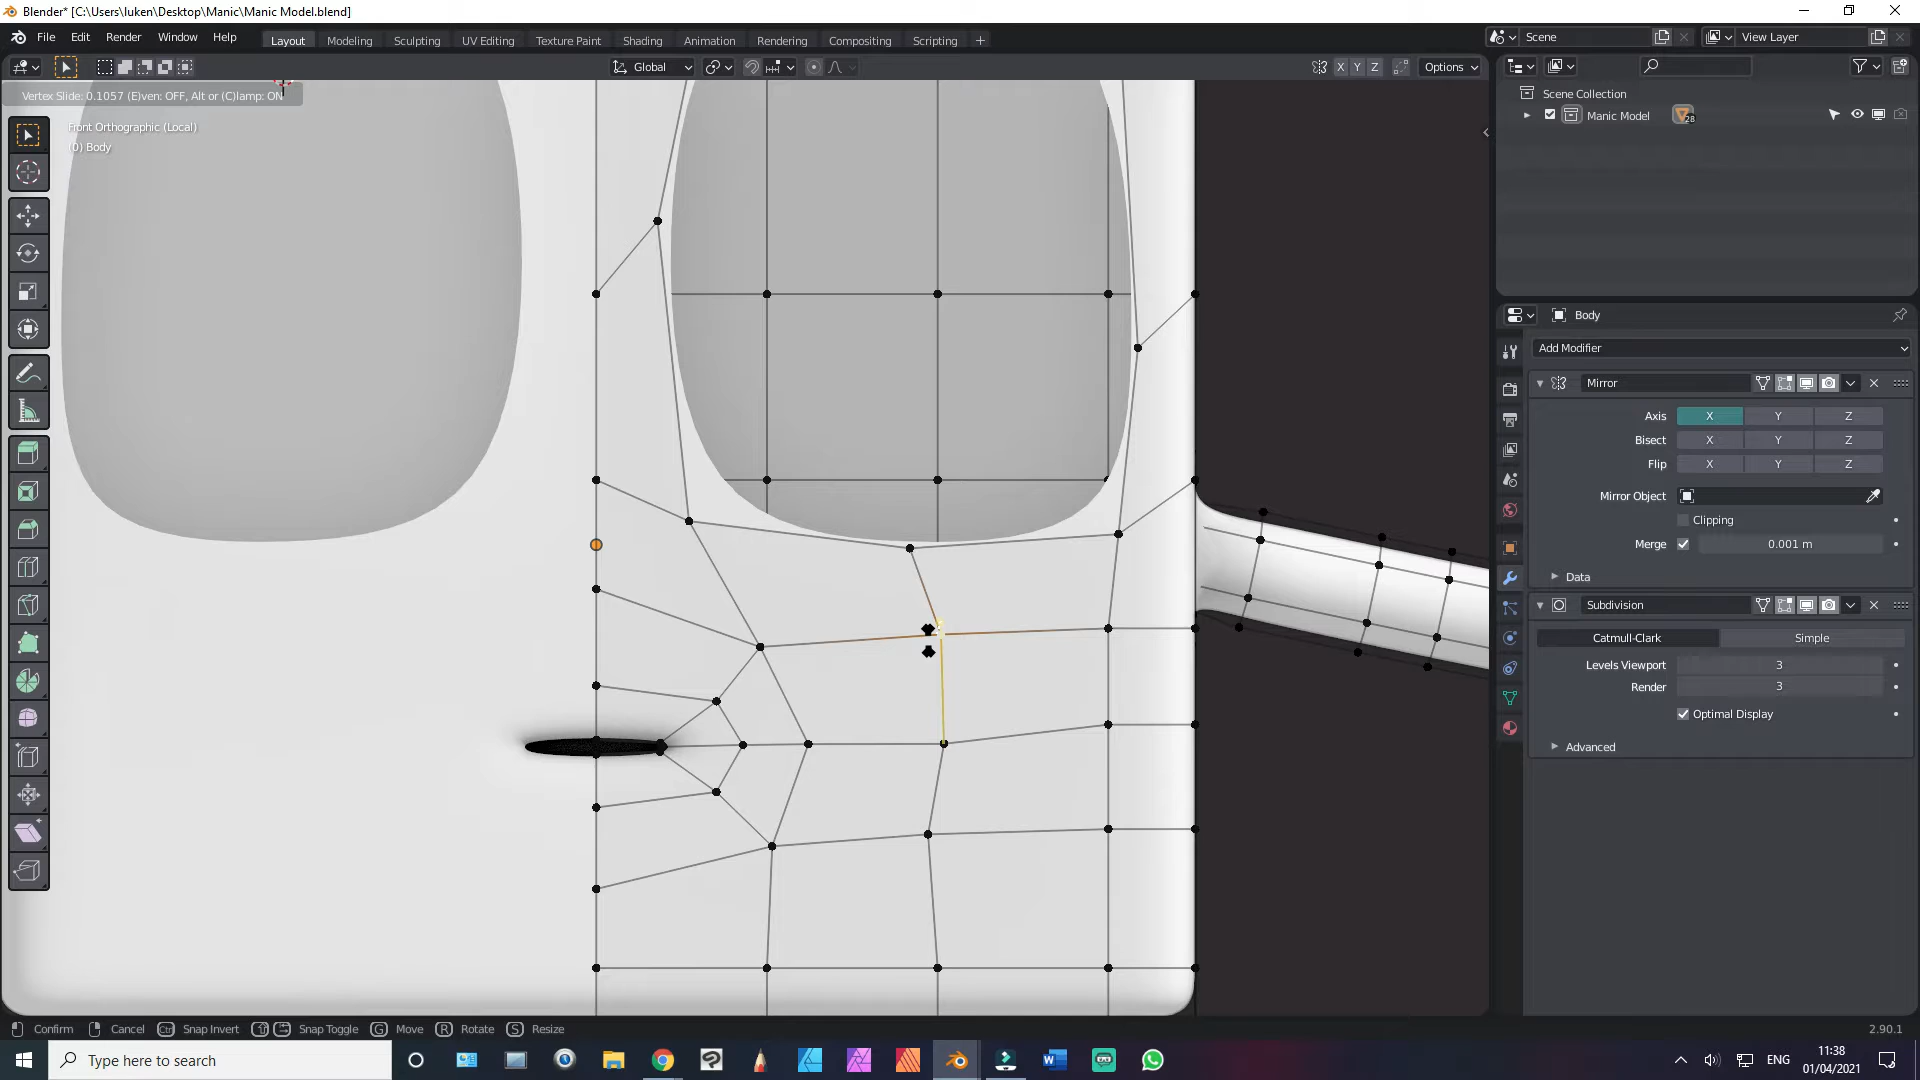 Blender* [C:\Users\luken\Desktop\Manic\Manic Model.blend]
File Edit Render Window Help
Layout Modeling Sculpting UV Editing Texture Paint Shading Animation Rendering Compositing Scripting +
Scene
View Layer
Global
X Y Z
Options
Vertex Slide: 0.1057 (E)ven: OFF, Alt or (C)lamp: ON
Front Orthographic (Local)
(0) Body
Scene Collection
Manic Model
28
Body
Add Modifier
Mirror
Axis X Y Z
Bisect X Y Z
Flip X Y Z
Mirror Object
Clipping
Merge 0.001 m
Data
Subdivision
Catmull-Clark Simple
Levels Viewport 3
Render 3
Optimal Display
Advanced
Confirm Cancel Ctrl Snap Invert Snap Toggle G Move R Rotate S Resize
2.90.1
Type here to search
ENG
11:38
01/04/2021